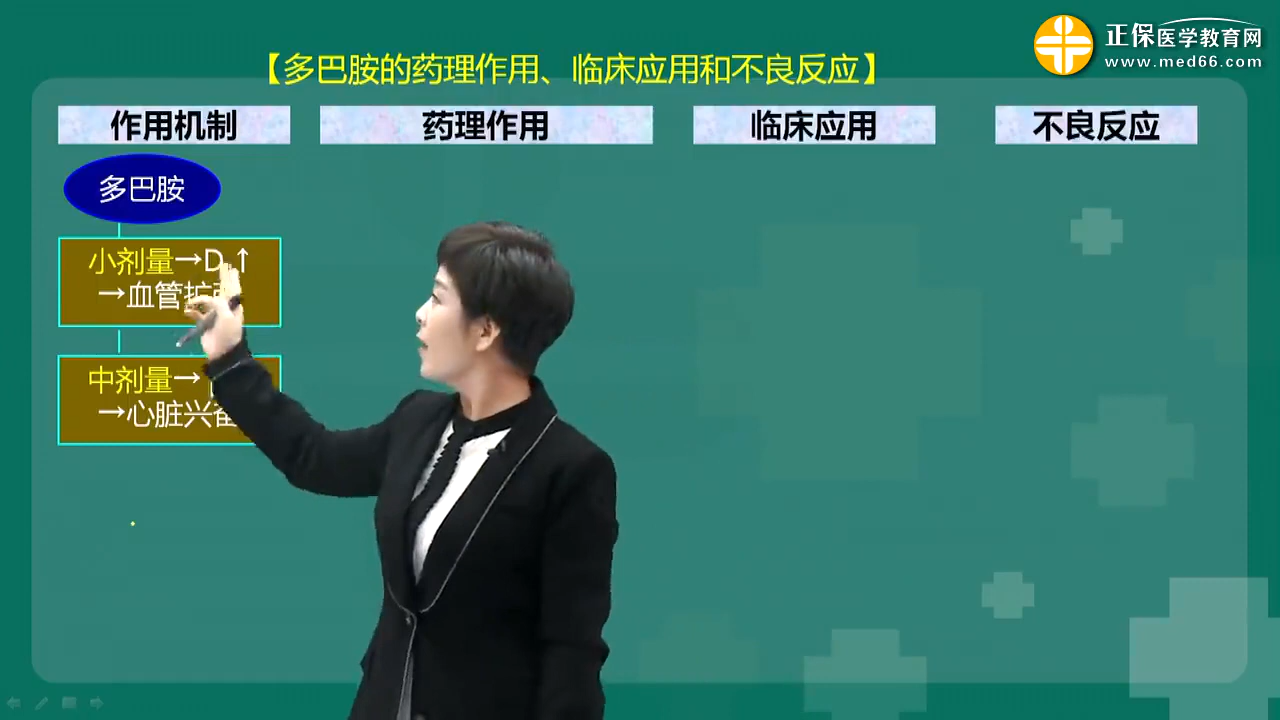 正保医学教育网
www.med66.com
【多巴胺的药理作用、临床应用和不良反应】
作用机制
药理作用
临床应用
不良反应
多巴胺
小剂量→D ↑
→血管扩
中剂量→
→心脏兴